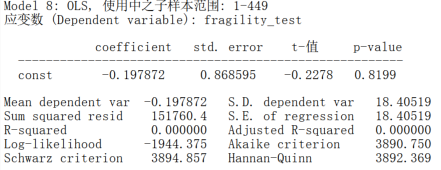 Model 8: OLS, 使用中之子样本范围: 1-449
应变数 (Dependent variable): fragility_test
coefficient std. error t-值 p-value
const −0.197872 0.868595 −0.2278 0.8199
Mean dependent var −0.197872 S.D. dependent var 18.40519
Sum squared resid 151760.4 S.E. of regression 18.40519
R-squared 0.000000 Adjusted R-squared 0.000000
Log-likelihood −1944.375 Akaike criterion 3890.750
Schwarz criterion 3894.857 Hannan-Quinn 3892.369